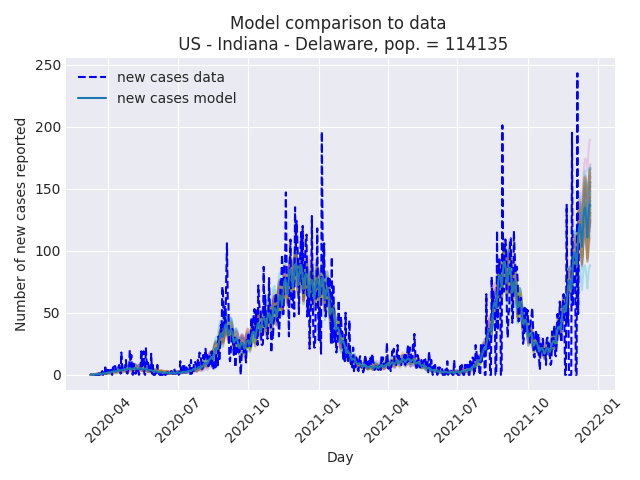 Model comparison to data
US - Indiana - Delaware, pop. = 114135
new cases data
new cases model
Number of new cases reported
250
200
150
100
50
0
2020-04
2020-07
2020-10
2021-01
2021-04
2021-07
2021-10
2022-01
Day